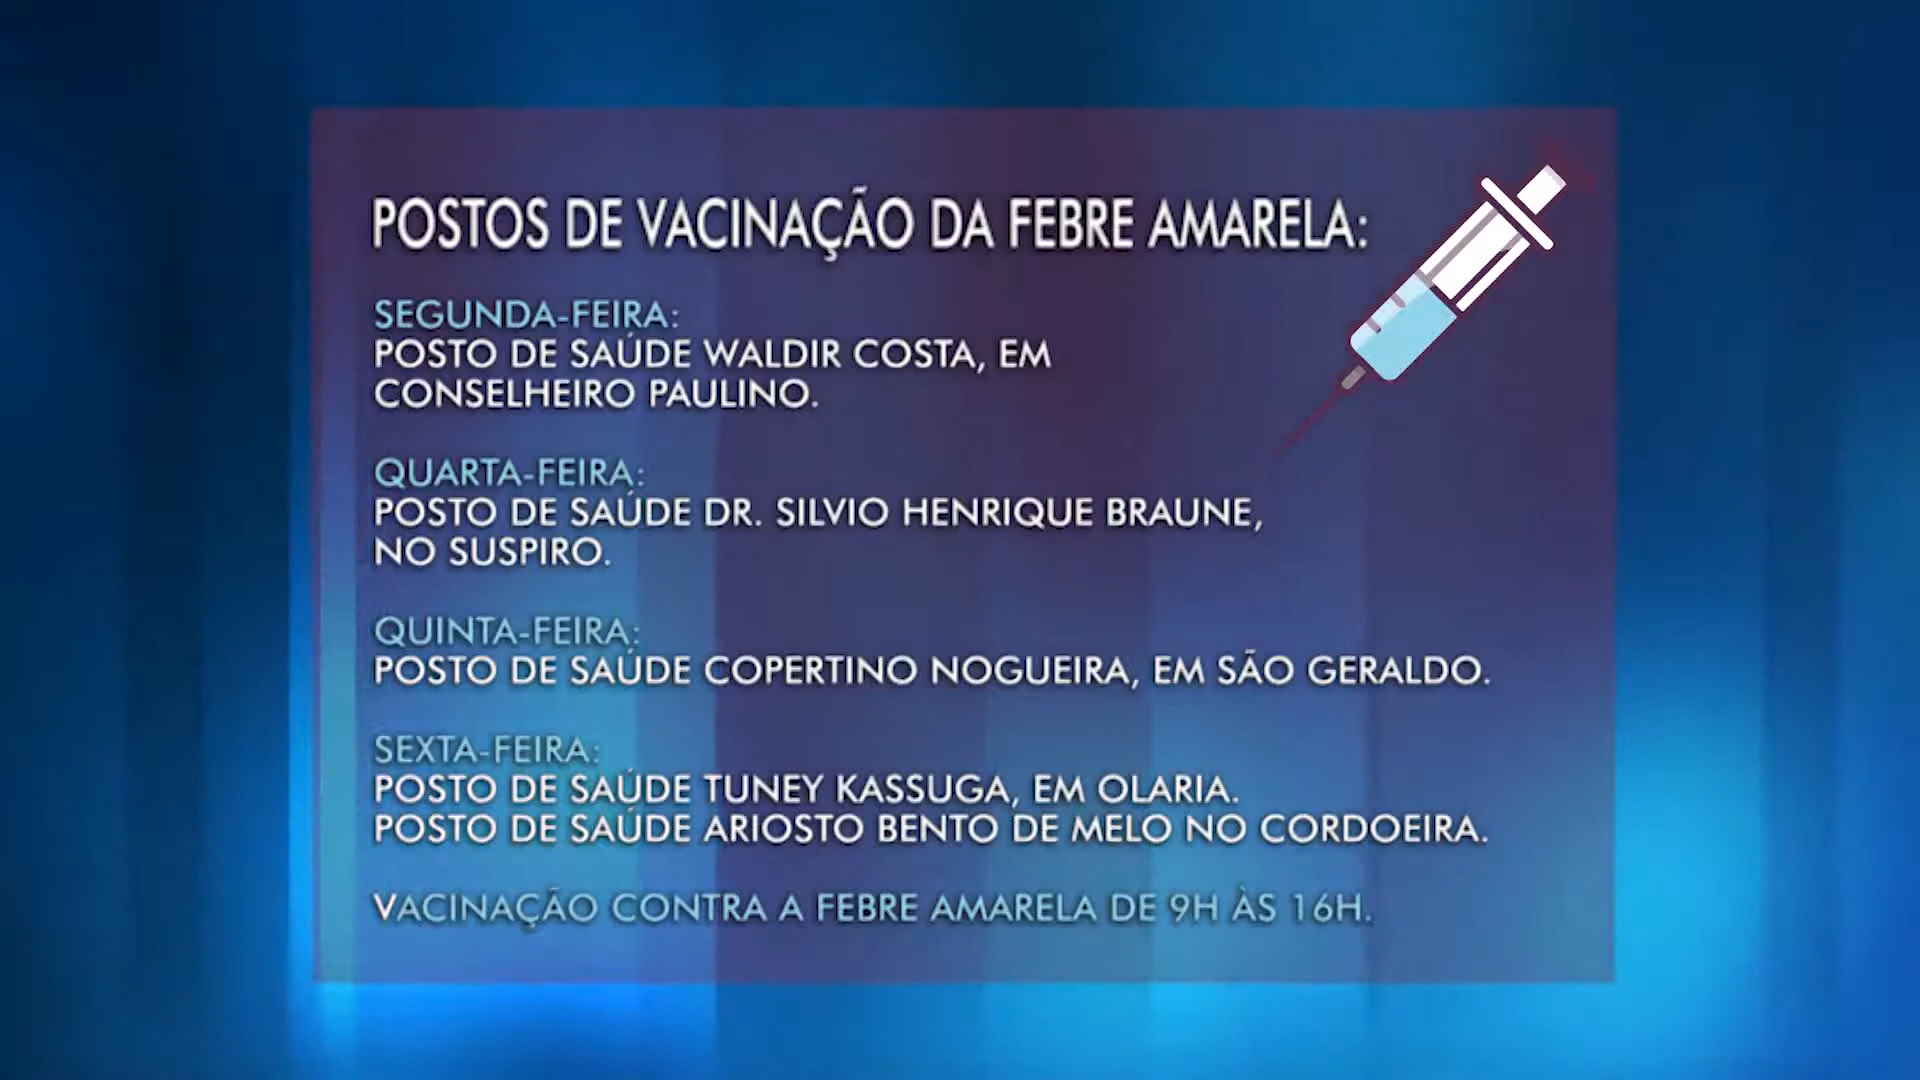 POSTOS DE VACINAÇÃO DA FEBRE AMARELA:
SEGUNDA-FEIRA:
POSTO DE SAÚDE WALDIR COSTA, EM
CONSELHEIRO PAULINO.
QUARTA-FEIRA:
POSTO DE SAÚDE DR. SILVIO HENRIQUE BRAUNE,
NO SUSPIRO.
QUINTA-FEIRA:
POSTO DE SAÚDE COPERTINO NOGUEIRA, EM SÃO GERALDO.
SEXTA-FEIRA:
POSTO DE SAÚDE TUNEY KASSUGA, EM OLARIA.
POSTO DE SAÚDE ARIOSTO BENTO DE MELO NO CORDOEIRA.
VACINAÇÃO CONTRA A FEBRE AMARELA DE 9H ÀS 16H.